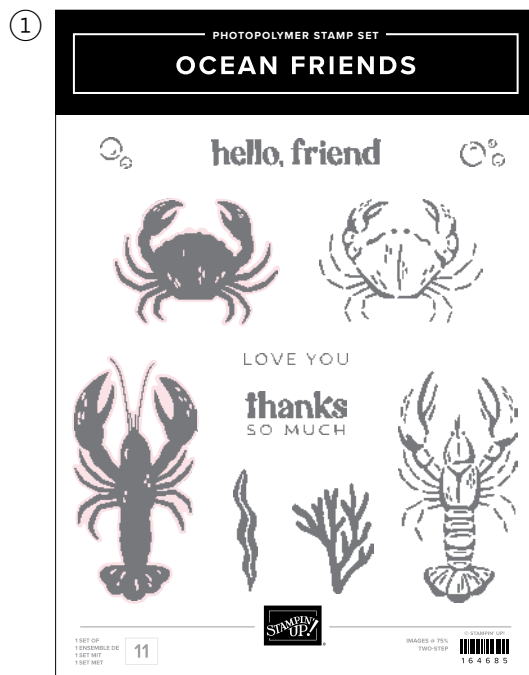 1
PHOTOPOLYMER STAMP SET
OCEAN FRIENDS
hello, friend
LOVE YOU
thanks
SO MUCH
STAMPIN' UP!®
1 SET OF
1 ENSEMBLE DE
1 SET MIT
1 SET MET
11
IMAGES @ 75%
TWO-STEP
© STAMPIN' UP!
164685